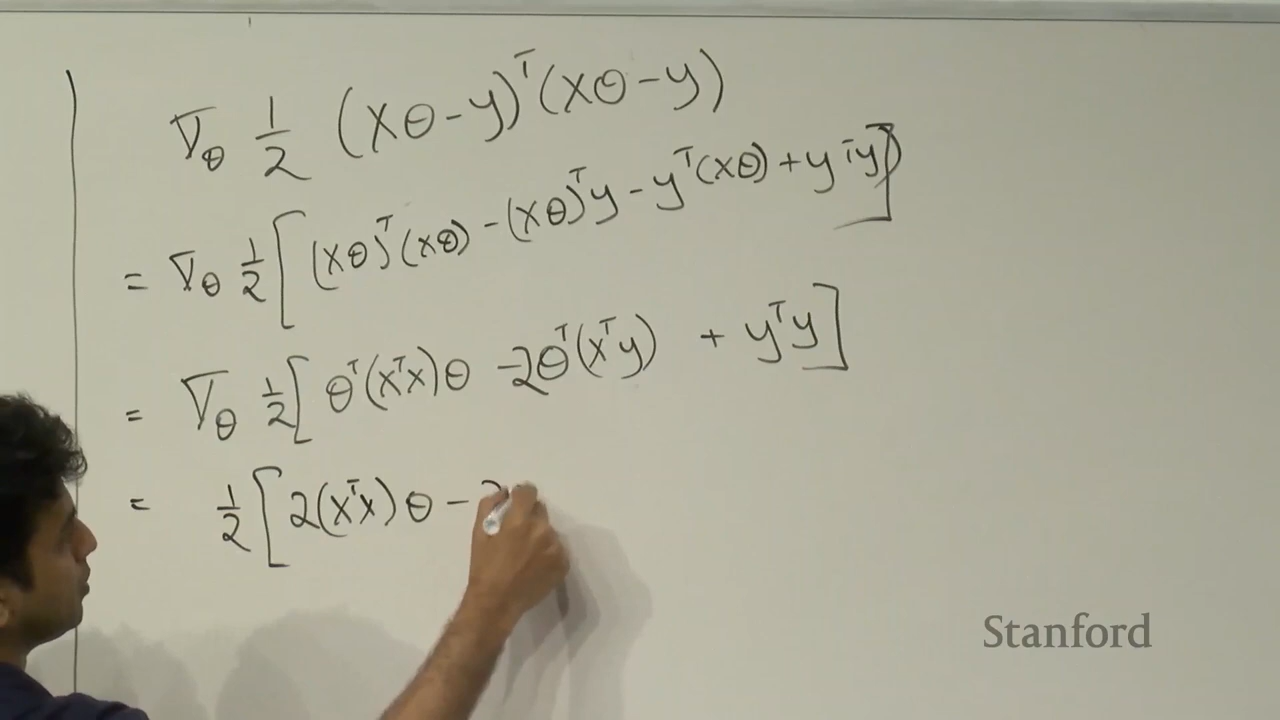 ∇θ 1/2 (Xθ-y)ᵀ(Xθ-y)
= ∇θ 1/2 [(Xθ)ᵀ(Xθ) - (Xθ)ᵀy - yᵀ(Xθ) + yᵀy]
= ∇θ 1/2 [θᵀ(XᵀX)θ - 2θᵀ(Xᵀy) + yᵀy]
= 1/2 [2(XᵀX)θ - 2
Stanford